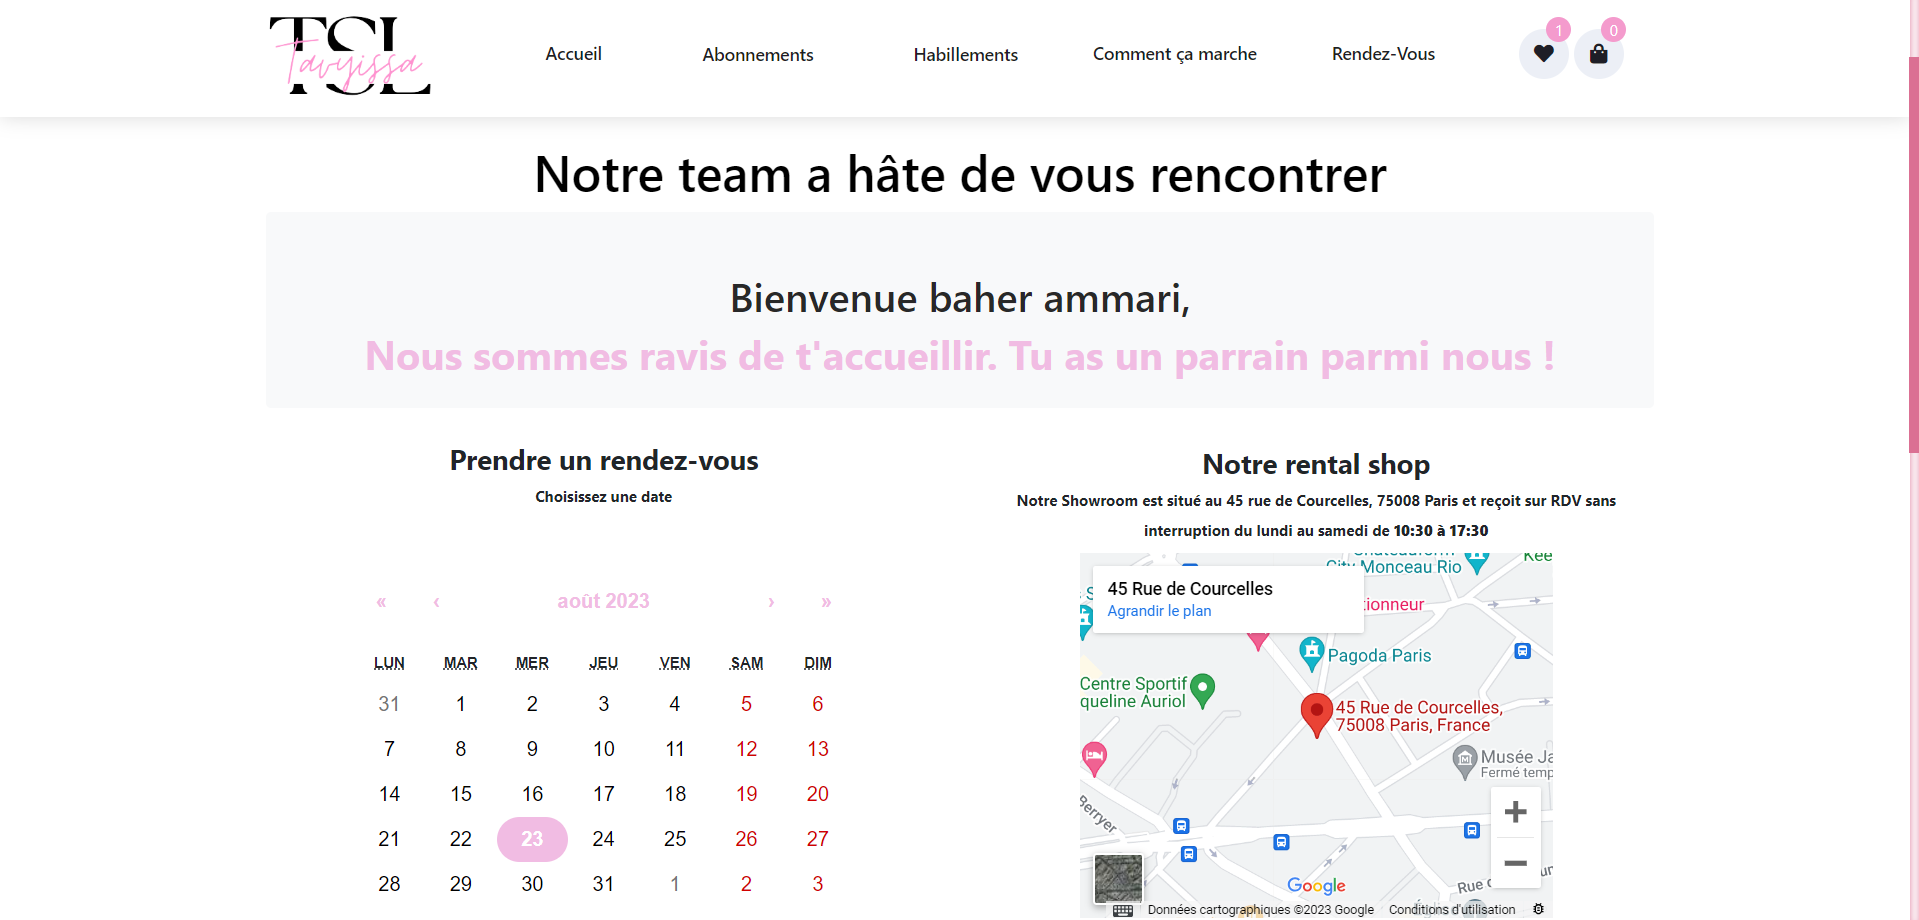 TSL
Tavyissa
Accueil
Abonnements
Habillements
Comment ça marche
Rendez-Vous
1
0
Notre team a hâte de vous rencontrer
Bienvenue baher ammari,
Nous sommes ravis de t'accueillir. Tu as un parrain parmi nous !
Prendre un rendez-vous
Choisissez une date
« ‹ août 2023 › »
LUN MAR MER JEU VEN SAM DIM
31 1 2 3 4 5 6
7 8 9 10 11 12 13
14 15 16 17 18 19 20
21 22 23 24 25 26 27
28 29 30 31 1 2 3
Notre rental shop
Notre Showroom est situé au 45 rue de Courcelles, 75008 Paris et reçoit sur RDV sans
interruption du lundi au samedi de 10:30 à 17:30
Kee
City Monceau Rio
45 Rue de Courcelles
Agrandir le plan
tionneur
Pagoda Paris
Centre Sportif
queline Auriol
45 Rue de Courcelles,
75008 Paris, France
Musée Ja
Fermé temp
Berryer
+
−
Rue
Google
Données cartographiques ©2023 Google
Conditions d'utilisation